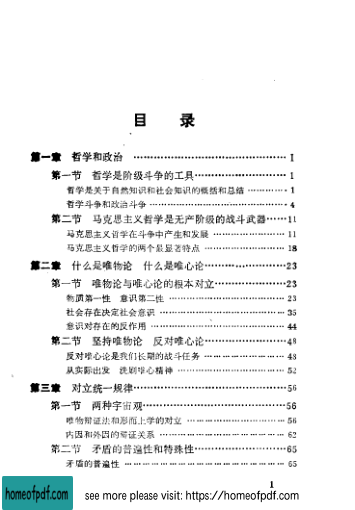 目 录
第一章 哲学和政治 …… 1
第一节 哲学是阶级斗争的工具 …… 1
哲学是关于自然知识和社会知识的概括和总结 …… 1
哲学斗争和政治斗争 …… 4
第二节 马克思主义哲学是无产阶级的战斗武器 …… 11
马克思主义哲学在斗争中产生和发展 …… 11
马克思主义哲学的两个最显著特点 …… 18
第二章 什么是唯物论 什么是唯心论 …… 23
第一节 唯物论与唯心论的根本对立 …… 23
物质第一性 意识第二性 …… 23
社会存在决定社会意识 …… 35
意识对存在的反作用 …… 44
第二节 坚持唯物论 反对唯心论 …… 48
反对唯心论是我们长期的战斗任务 …… 48
从实际出发 洗刷唯心精神 …… 52
第三章 对立统一规律 …… 56
第一节 两种宇宙观 …… 56
唯物辩证法和形而上学的对立 …… 56
内因和外因的辩证关系 …… 62
第二节 矛盾的普遍性和特殊性 …… 65
矛盾的普遍性 …… 65
1
homeofpdf.com
see more please visit: https://homeofpdf.com